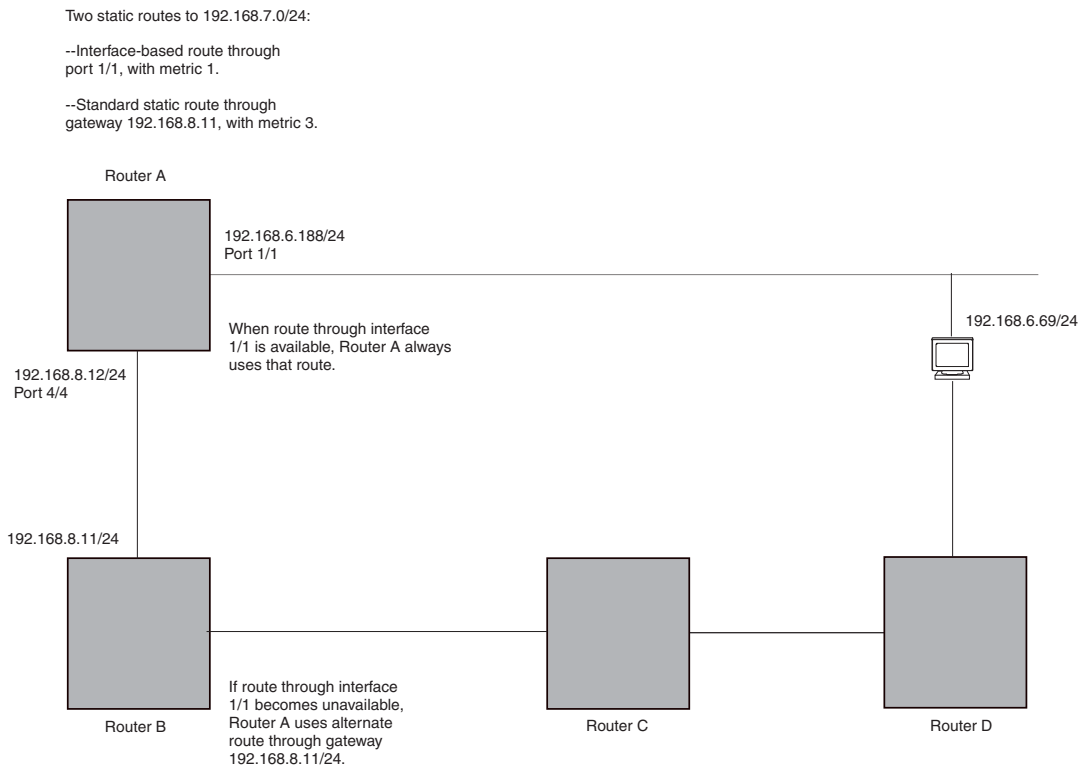 Two static routes to 192.168.7.0/24:
--Interface-based route through
port 1/1, with metric 1.
--Standard static route through
gateway 192.168.8.11, with metric 3.
Router A
192.168.6.188/24
Port 1/1
192.168.6.69/24
When route through interface
1/1 is available, Router A always
uses that route.
192.168.8.12/24
Port 4/4
192.168.8.11/24
If route through interface
1/1 becomes unavailable,
Router A uses alternate
route through gateway
192.168.8.11/24.
Router B
Router C
Router D